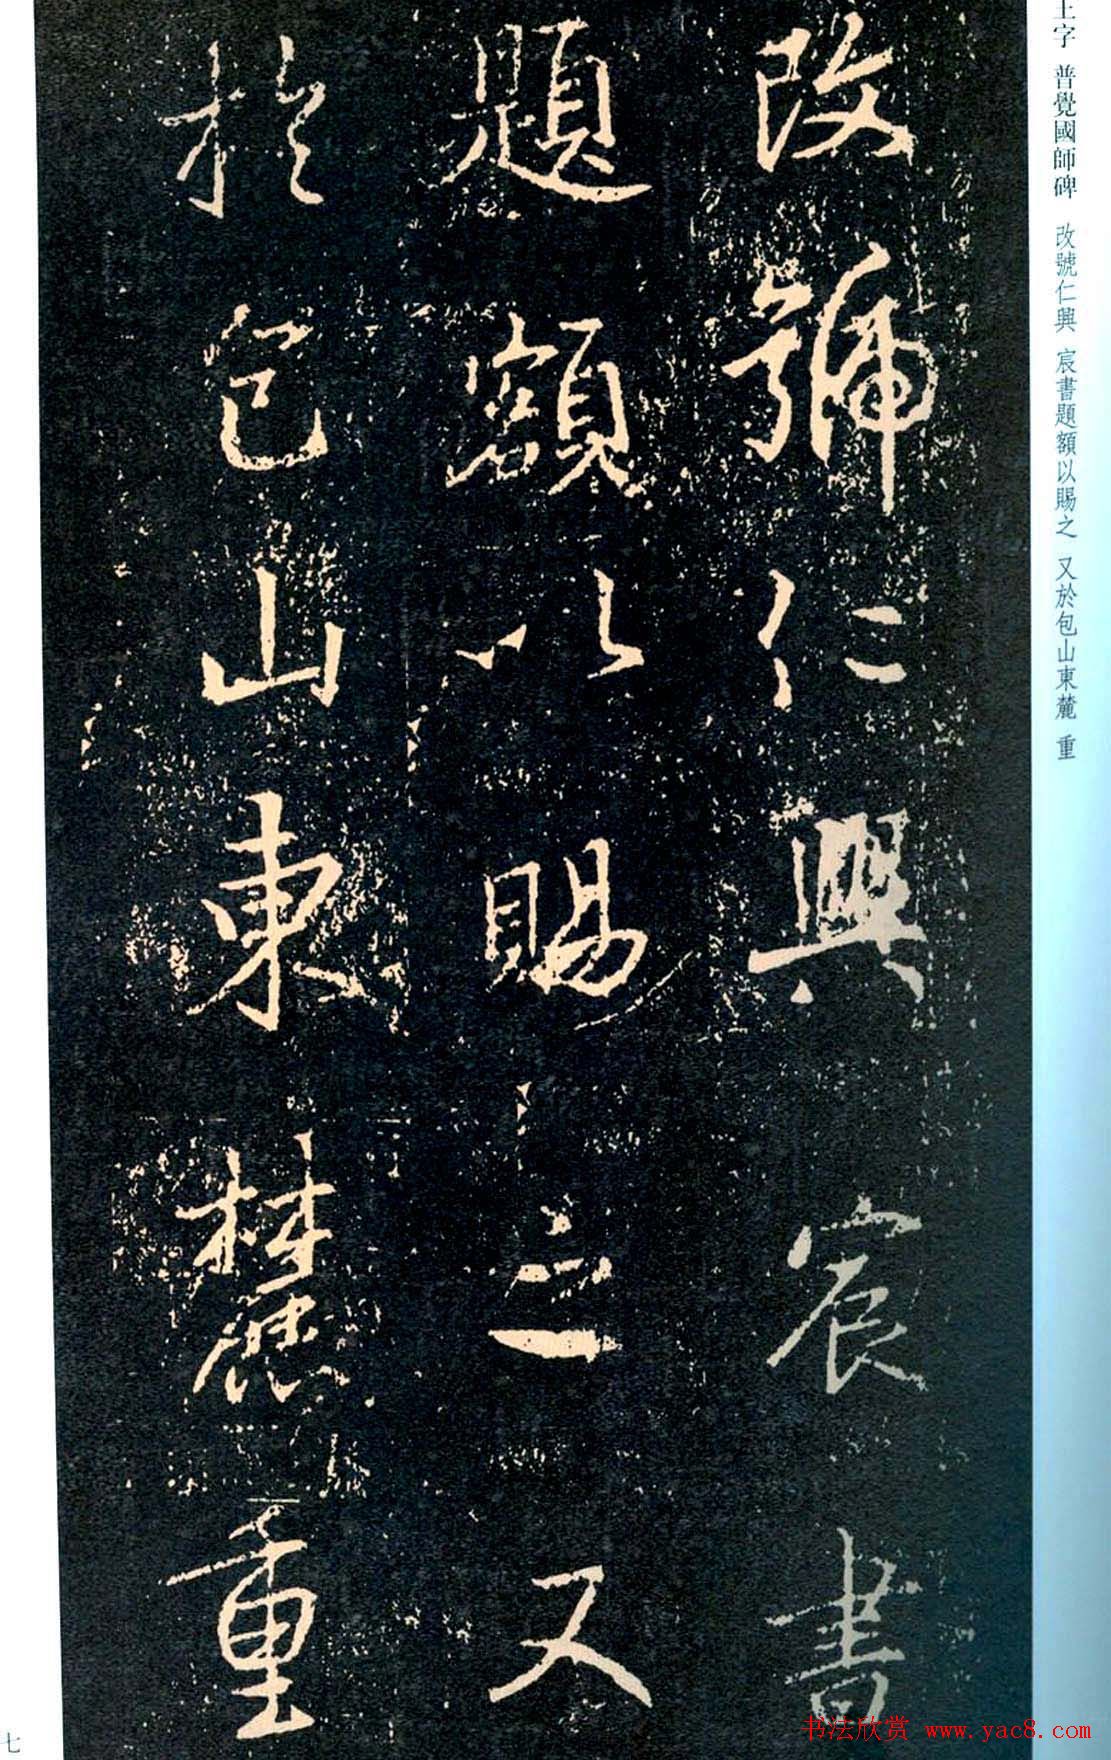 改號仁興宸書
題額以賜之又
於包山東麓重
字 普覺國師碑 改號仁興 宸書題額以賜之 又於包山東麓 重
七
书法欣赏 www.yac8.com